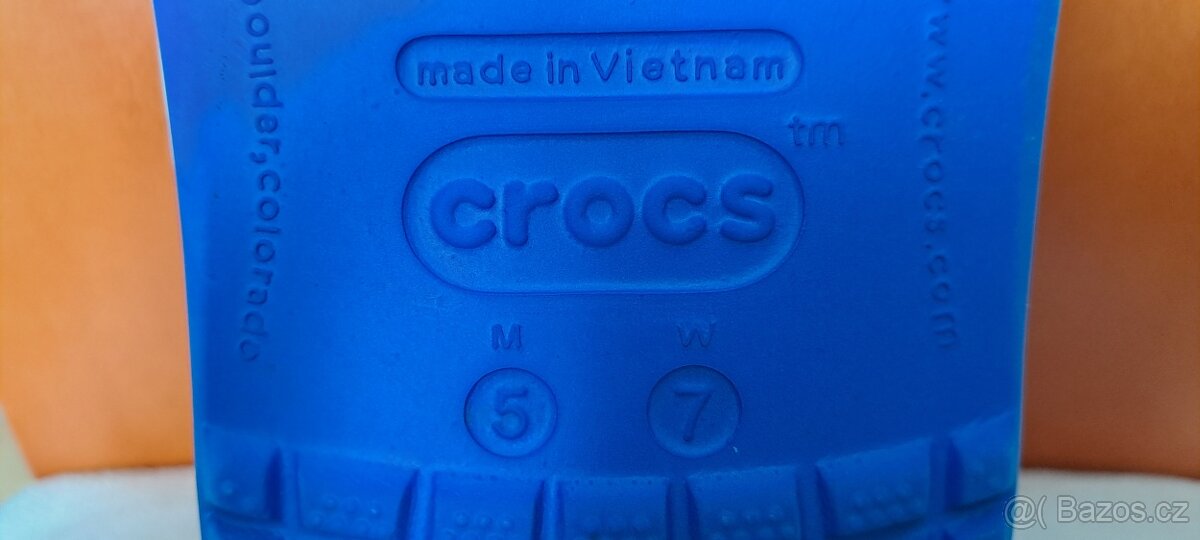 made in Vietnam
tm
crocs
M W
5 7
boulder,colorado
www.crocs.com
@( Bazos.cz